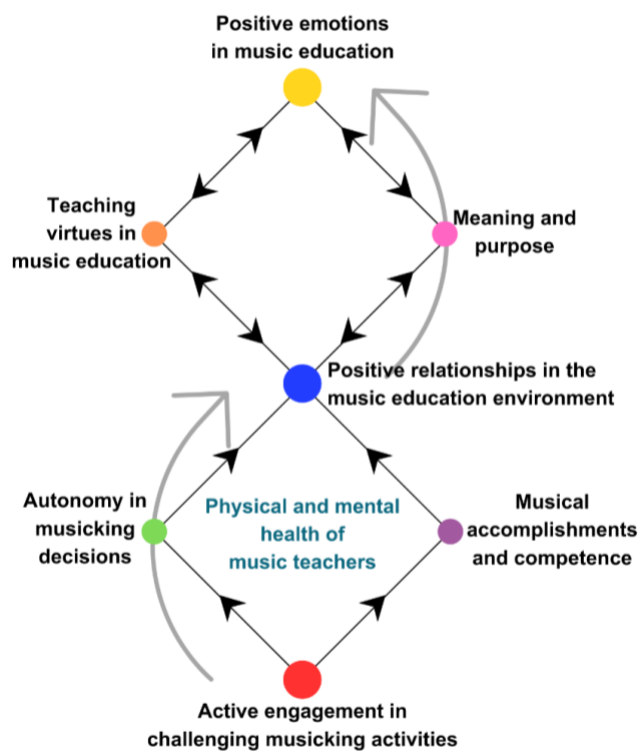 Positive emotions
in music education
Teaching
virtues in
music education
Meaning and
purpose
Positive relationships in the
music education environment
Autonomy in
musicking
decisions
Physical and mental
health of
music teachers
Musical
accomplishments
and competence
Active engagement in
challenging musicking activities